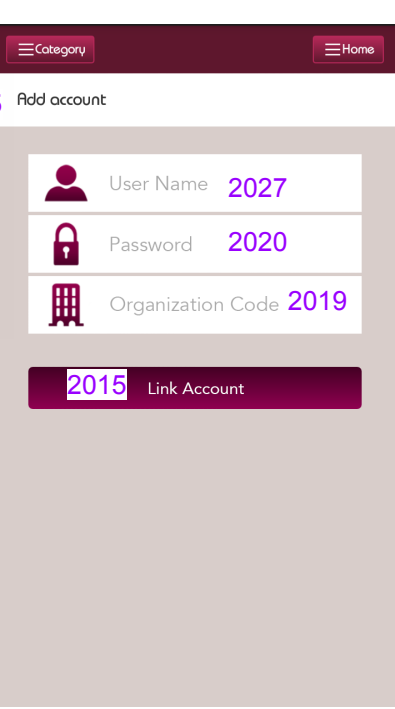 Category
Home
Add account
User Name 2027
Password 2020
Organization Code 2019
2015 Link Account